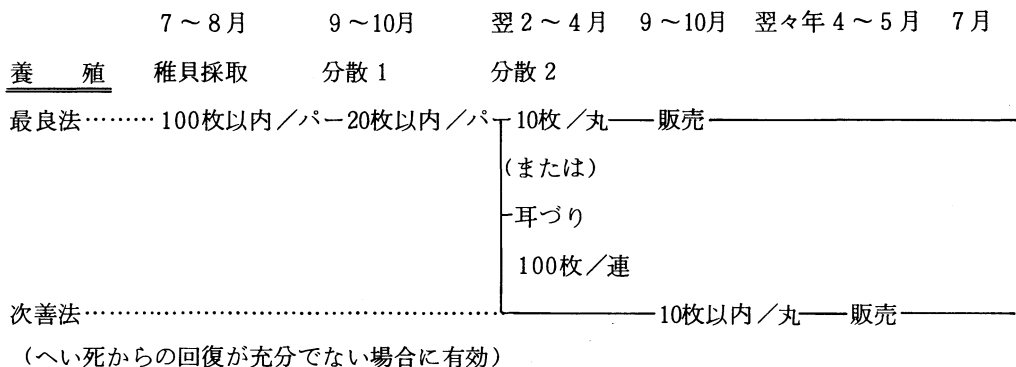 7～8月 9～10月 翌2～4月 9～10月 翌々年4～5月 7月
養 殖 稚貝採取 分散1 分散2
最良法………100枚以内／パー20枚以内／パ 10枚／丸――販売――
(または)
耳づり
100枚／連
次善法……………………………………………10枚以内／丸――販売――
（へい死からの回復が充分でない場合に有効）